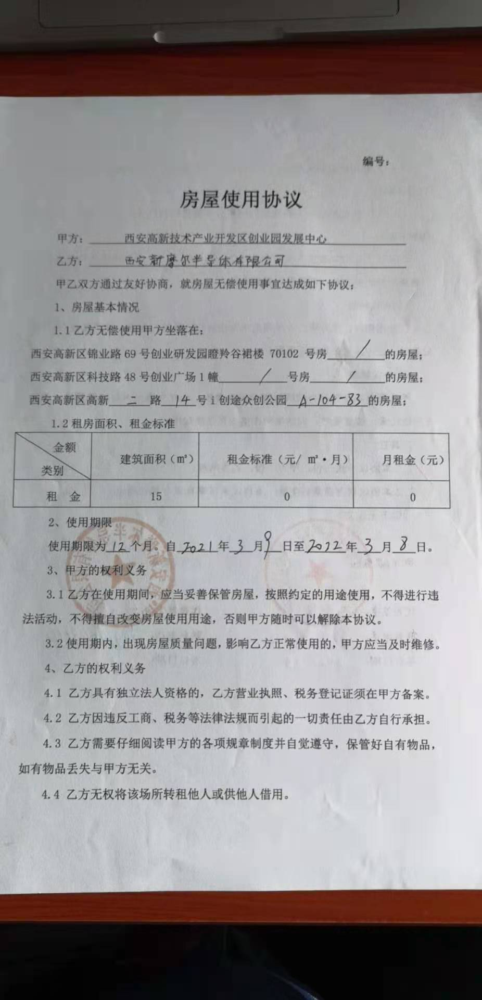 编号：
房屋使用协议
甲方： 西安高新技术产业开发区创业园发展中心
乙方： 西安新摩尔半导体有限公司
甲乙双方通过友好协商，就房屋无偿使用事宜达成如下协议；
1、房屋基本情况
1.1乙方无偿使用甲方坐落在：
西安高新区锦业路69号创业研发园瞪羚谷裙楼 70102 号房 / 的房屋；
西安高新区科技路48号创业广场1幢 / 号房 / 的房屋；
西安高新区高新 二 路 14 号i创途众创公园 A-104-83 的房屋；
1.2租房面积、租金标准
金额 类别 建筑面积（m²） 租金标准（元/ m²·月） 月租金（元）
租 金 15 0 0
2、使用期限
使用期限为 12 个月。自 2021 年 3 月 9 日至 2022 年 3 月 8 日。
3、甲方的权利义务
3.1乙方在使用期间，应当妥善保管房屋，按照约定的用途使用，不得进行违
法活动，不得擅自改变房屋使用用途，否则甲方随时可以解除本协议。
3.2使用期内，出现房屋质量问题，影响乙方正常使用的，甲方应当及时维修。
4、乙方的权利义务
4.1 乙方具有独立法人资格的，乙方营业执照、税务登记证须在甲方备案。
4.2 乙方因违反工商、税务等法律法规而引起的一切责任由乙方自行承担。
4.3 乙方需要仔细阅读甲方的各项规章制度并自觉遵守，保管好自有物品，
如有物品丢失与甲方无关。
4.4 乙方无权将该场所转租他人或供他人借用。